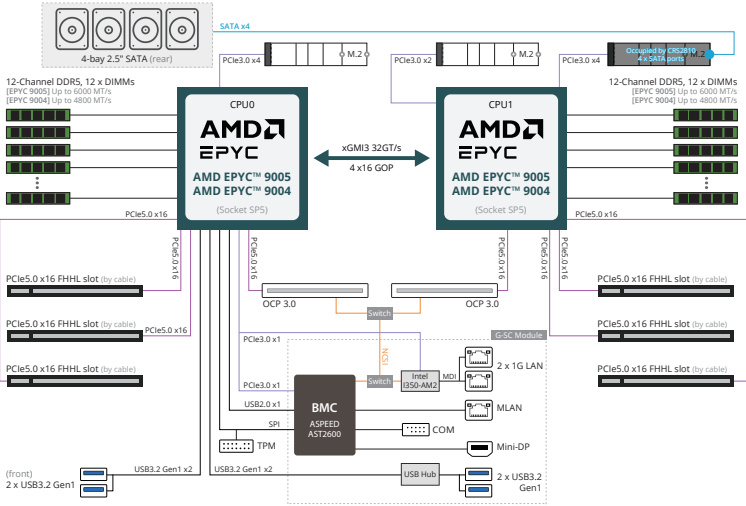 SATA x4
4-bay 2.5" SATA (rear)
PCIe3.0 x4
M.2
PCIe3.0 x2
M.2
PCIe3.0 x4
Occupied by CRS2810
4 x SATA ports
M.2
12-Channel DDR5, 12 x DIMMs
[EPYC 9005] Up to 6000 MT/s
[EPYC 9004] Up to 4800 MT/s
12-Channel DDR5, 12 x DIMMs
[EPYC 9005] Up to 6000 MT/s
[EPYC 9004] Up to 4800 MT/s
CPU0
AMD
EPYC
AMD EPYC™ 9005
AMD EPYC™ 9004
(Socket SP5)
xGMI3 32GT/s
4 x16 GOP
CPU1
AMD
EPYC
AMD EPYC™ 9005
AMD EPYC™ 9004
(Socket SP5)
PCIe5.0 x16
PCIe5.0 x16
PCIe5.0 x16
PCIe5.0 x16
PCIe5.0 x16
PCIe5.0 x16
PCIe5.0 x16 FHHL slot (by cable)
PCIe5.0 x16 FHHL slot (by cable)
PCIe5.0 x16
PCIe5.0 x16 FHHL slot (by cable)
OCP 3.0
OCP 3.0
PCIe5.0 x16 FHHL slot (by cable)
PCIe5.0 x16 FHHL slot (by cable)
PCIe5.0 x16 FHHL slot (by cable)
Switch
G-SC Module
PCIe3.0 x1
NCSI
Switch
Intel
i350-AM2
MDI
2 x 1G LAN
PCIe3.0 x1
USB2.0 x1
SPI
TPM
BMC
ASPEED
AST2600
MLAN
COM
Mini-DP
(front)
2 x USB3.2 Gen1
USB3.2 Gen1 x2
USB3.2 Gen1 x2
USB Hub
2 x USB3.2
Gen1